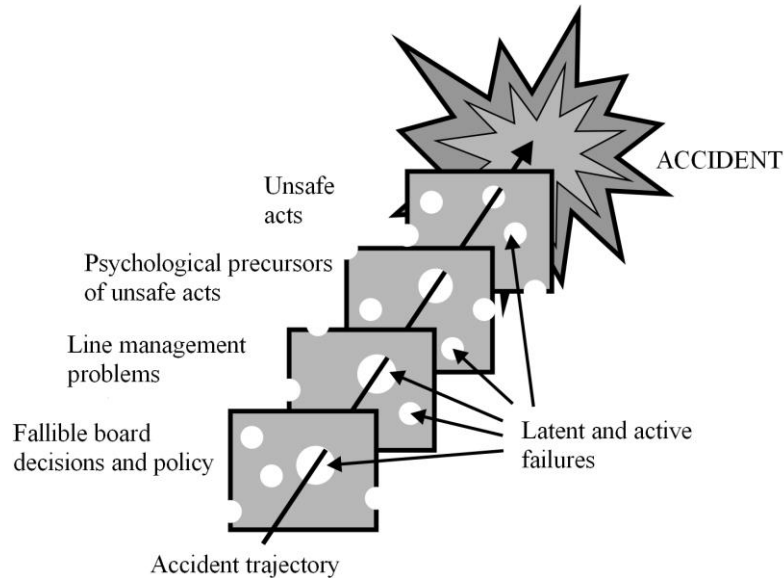 ACCIDENT
Unsafe
acts
Psychological precursors
of unsafe acts
Line management
problems
Fallible board
decisions and policy
Latent and active
failures
Accident trajectory